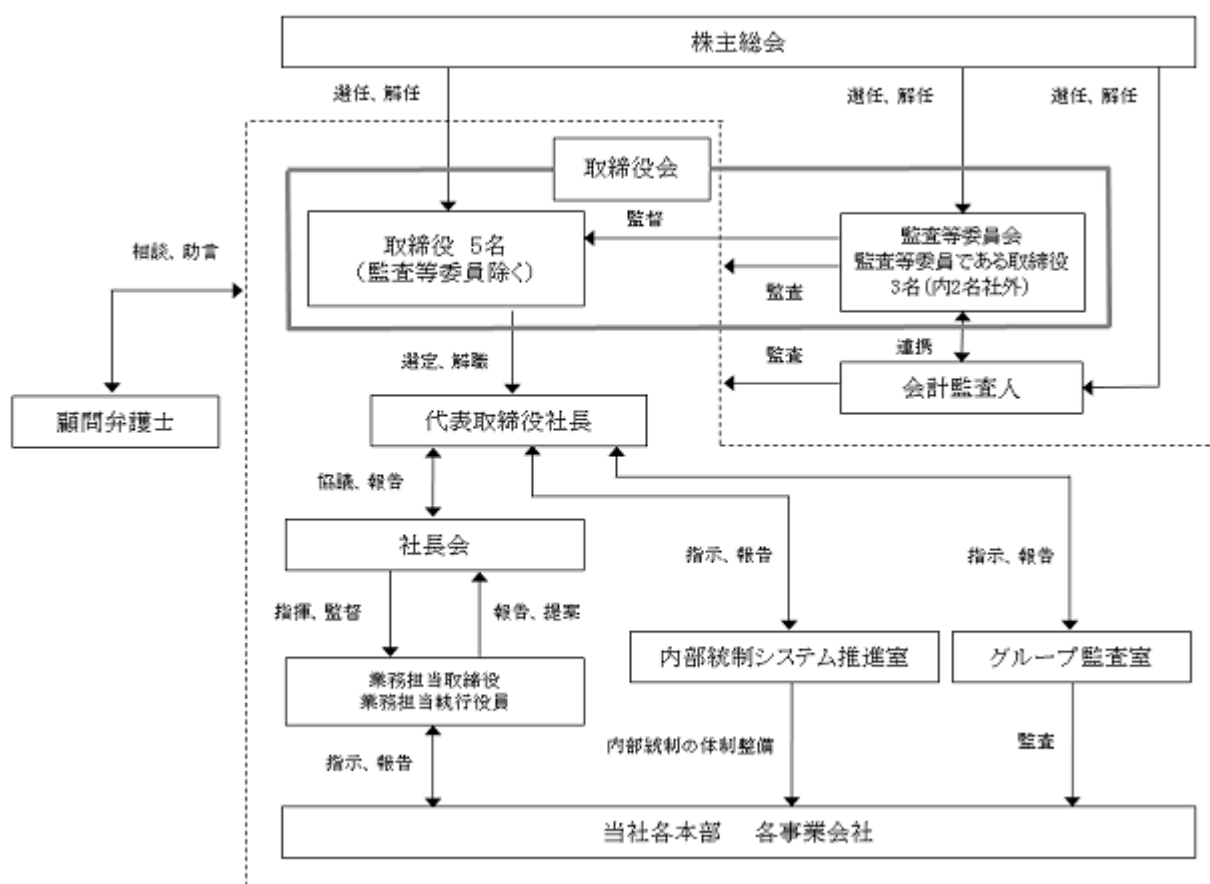 株主総会
選任、解任
選任、解任
選任、解任
取締役会
監督
取締役 5名
(監査等委員除く)
監査等委員会
監査等委員である取締役
3名(内2名社外)
相談、助言
監査
連携
選定、解職
監査
会計監査人
顧問弁護士
代表取締役社長
協議、報告
社長会
指示、報告
指示、報告
指揮、監督
報告、提案
内部統制システム推進室
グループ監査室
業務担当取締役
業務担当執行役員
指示、報告
内部統制の体制整備
監査
当社各本部 各事業会社